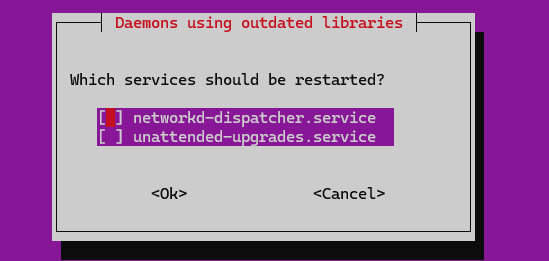 Daemons using outdated libraries
Which services should be restarted?
[ ] networkd-dispatcher.service
[ ] unattended-upgrades.service
<Ok> <Cancel>